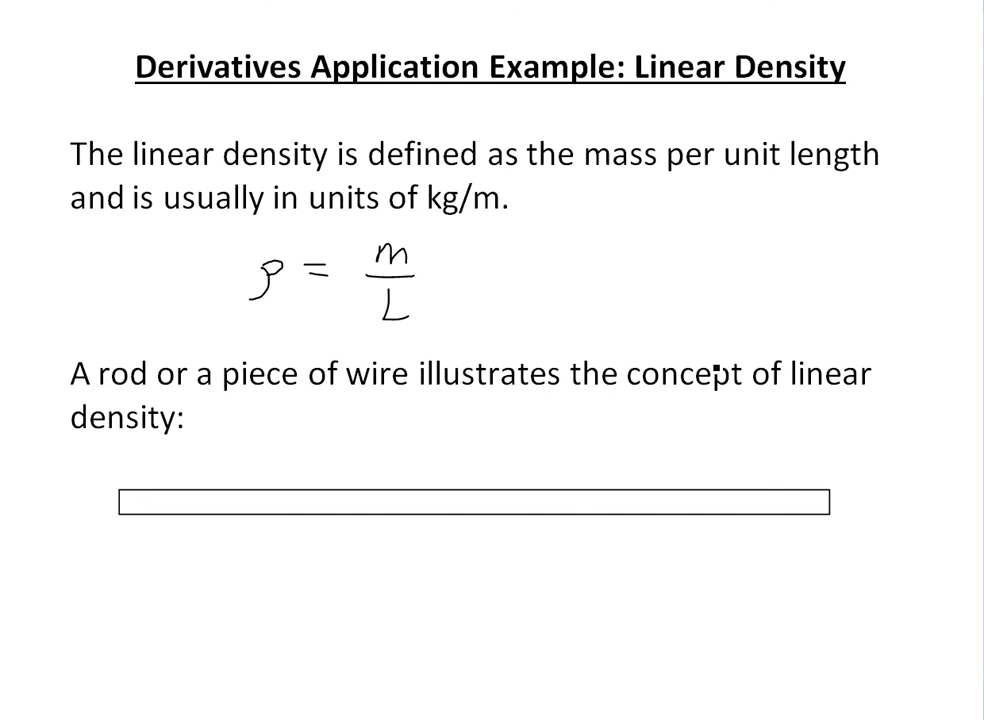 Derivatives Application Example: Linear Density
The linear density is defined as the mass per unit length
and is usually in units of kg/m.
ρ = m/L
A rod or a piece of wire illustrates the concept of linear
density: